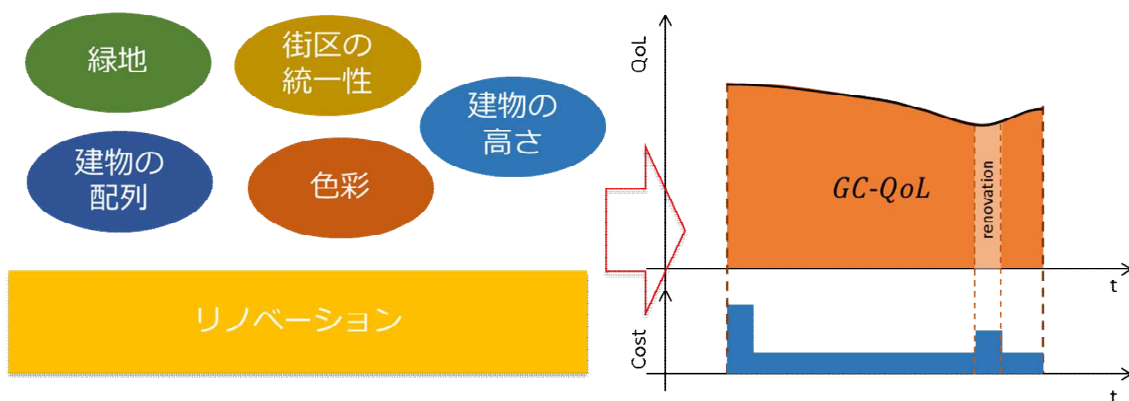 緑地
街区の
統一性
建物の
高さ
建物の
配列
色彩
リノベーション
QoL
GC-QoL
renovation
t
Cost
t